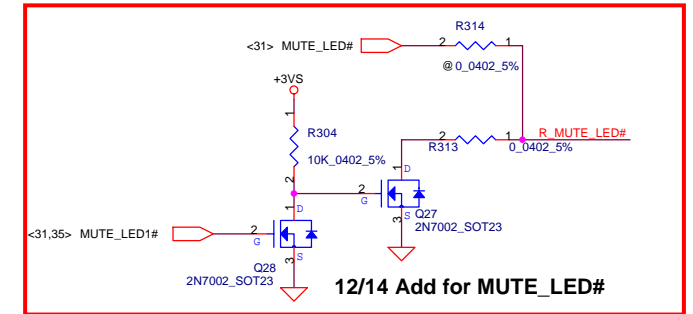 R314
<31> MUTE_LED#
2
1
@ 0_0402_5%
+3VS
1
R304
10K_0402_5%
2
2
1
R_MUTE_LED#
R313
0_0402_5%
1
D
2
G
3
S
Q27
2N7002_SOT23
1
D
<31,35> MUTE_LED1#
2
G
3
S
Q28
2N7002_SOT23
12/14 Add for MUTE_LED#